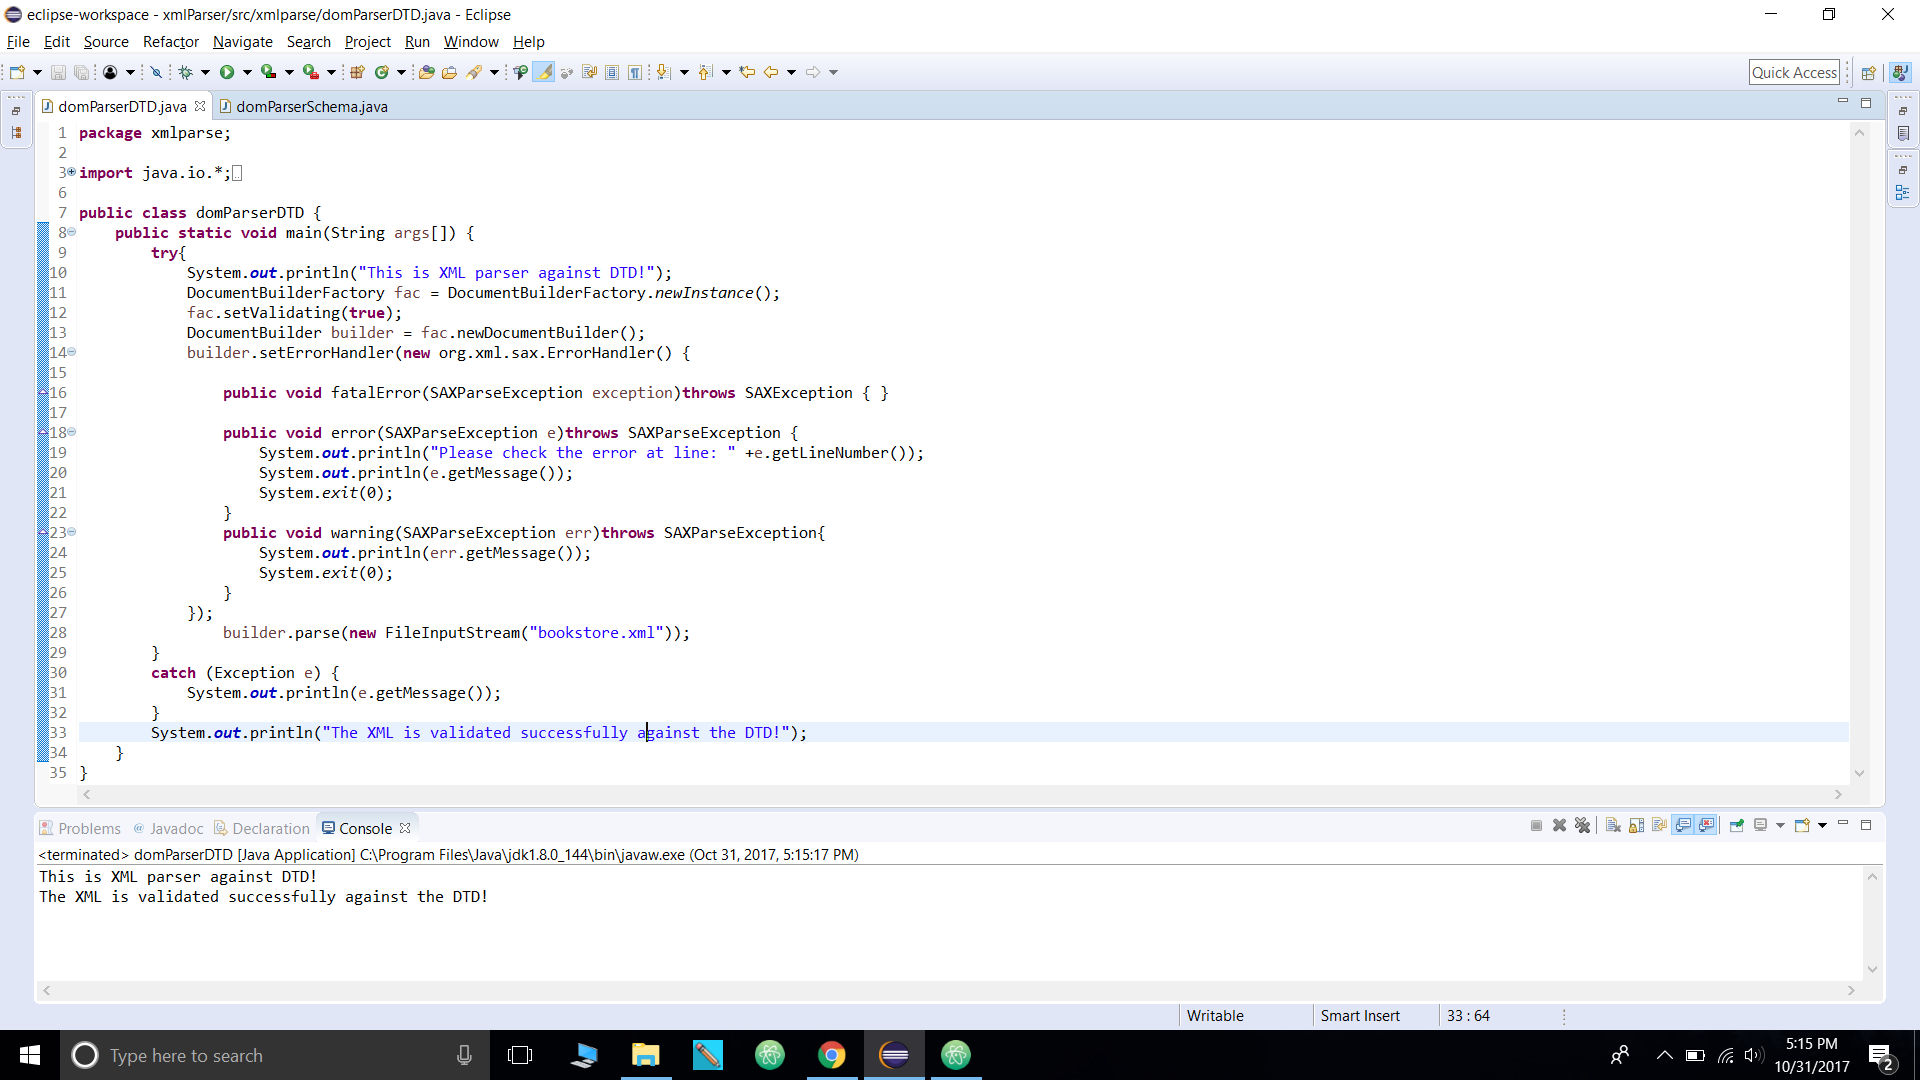 eclipse-workspace - xmlParser/src/xmlparse/domParserDTD.java - Eclipse
File Edit Source Refactor Navigate Search Project Run Window Help
Quick Access
domParserDTD.java domParserSchema.java
1 package xmlparse;
2
3 import java.io.*;
6
7 public class domParserDTD {
8 public static void main(String args[]) {
9 try{
10 System.out.println("This is XML parser against DTD!");
11 DocumentBuilderFactory fac = DocumentBuilderFactory.newInstance();
12 fac.setValidating(true);
13 DocumentBuilder builder = fac.newDocumentBuilder();
14 builder.setErrorHandler(new org.xml.sax.ErrorHandler() {
15
16 public void fatalError(SAXParseException exception)throws SAXException { }
17
18 public void error(SAXParseException e)throws SAXParseException {
19 System.out.println("Please check the error at line: " +e.getLineNumber());
20 System.out.println(e.getMessage());
21 System.exit(0);
22 }
23 public void warning(SAXParseException err)throws SAXParseException{
24 System.out.println(err.getMessage());
25 System.exit(0);
26 }
27 });
28 builder.parse(new FileInputStream("bookstore.xml"));
29 }
30 catch (Exception e) {
31 System.out.println(e.getMessage());
32 }
33 System.out.println("The XML is validated successfully against the DTD!");
34 }
35 }
Problems @ Javadoc Declaration Console
<terminated> domParserDTD [Java Application] C:\Program Files\Java\jdk1.8.0_144\bin\javaw.exe (Oct 31, 2017, 5:15:17 PM)
This is XML parser against DTD!
The XML is validated successfully against the DTD!
Writable Smart Insert 33 : 64
Type here to search
5:15 PM
10/31/2017
2